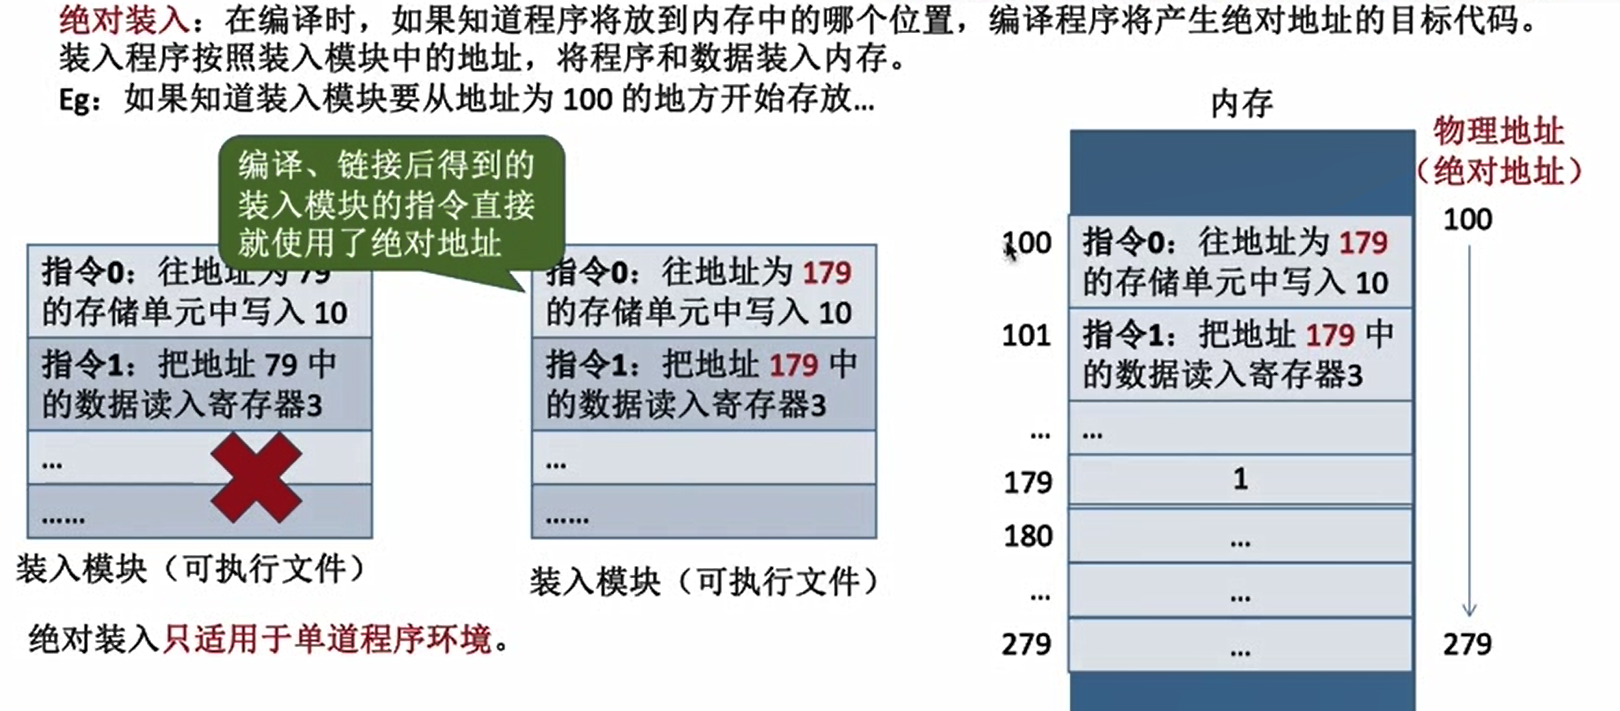 绝对装入：在编译时，如果知道程序将放到内存中的哪个位置，编译程序将产生绝对地址的目标代码。
装入程序按照装入模块中的地址，将程序和数据装入内存。
Eg：如果知道装入模块要从地址为 100 的地方开始存放...
编译、链接后得到的
装入模块的指令直接
就使用了绝对地址
指令0：往地址为 79
的存储单元中写入 10
指令1：把地址 79 中
的数据读入寄存器3
...
......
装入模块（可执行文件）
绝对装入只适用于单道程序环境。
指令0：往地址为 179
的存储单元中写入 10
指令1：把地址 179 中
的数据读入寄存器3
...
......
装入模块（可执行文件）
内存
物理地址
（绝对地址）
100
100
指令0：往地址为 179
的存储单元中写入 10
101
指令1：把地址 179 中
的数据读入寄存器3
...
...
179
1
180
...
...
...
279
...
279